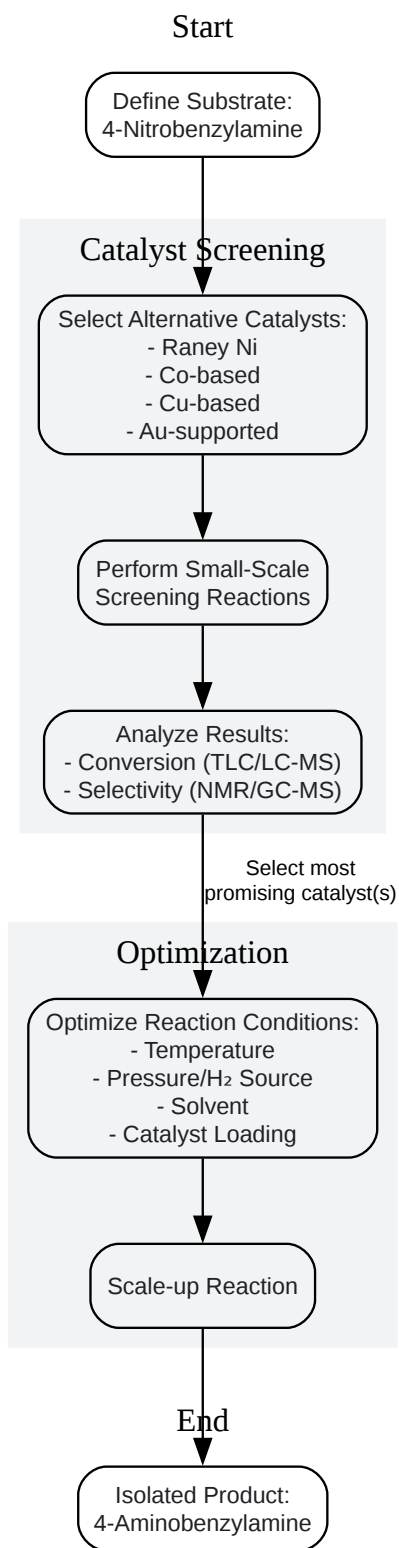 Start
Define Substrate:
4-Nitrobenzylamine
Catalyst Screening
Select Alternative Catalysts:
- Raney Ni
- Co-based
- Cu-based
- Au-supported
Perform Small-Scale
Screening Reactions
Analyze Results:
- Conversion (TLC/LC-MS)
- Selectivity (NMR/GC-MS)
Select most
promising catalyst(s)
Optimization
Optimize Reaction Conditions:
- Temperature
- Pressure/H₂ Source
- Solvent
- Catalyst Loading
Scale-up Reaction
End
Isolated Product:
4-Aminobenzylamine